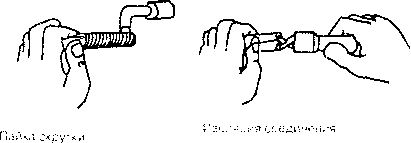 Пайка скрутки
Изоляция соединения